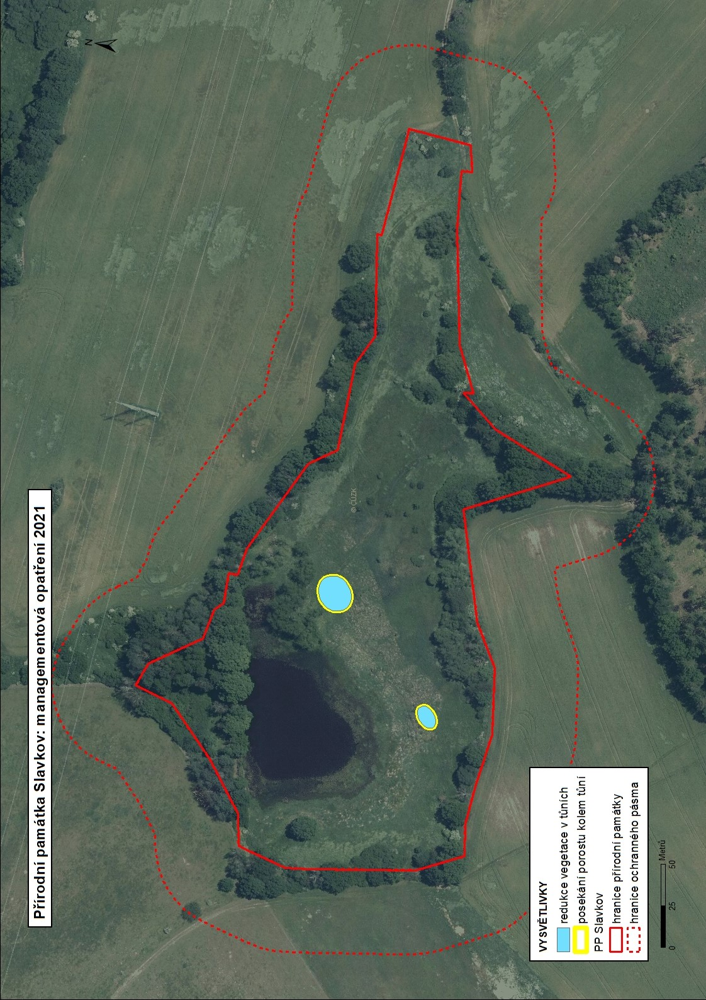 Přírodní památka Slavkov: managementová opatření 2021
N
© ČÚZK
VYSVĚTLIVKY
redukce vegetace v tůních
posekání porostu kolem tůní
PP Slavkov
hranice přírodní památky
hranice ochranného pásma
0 25 50 Metrů